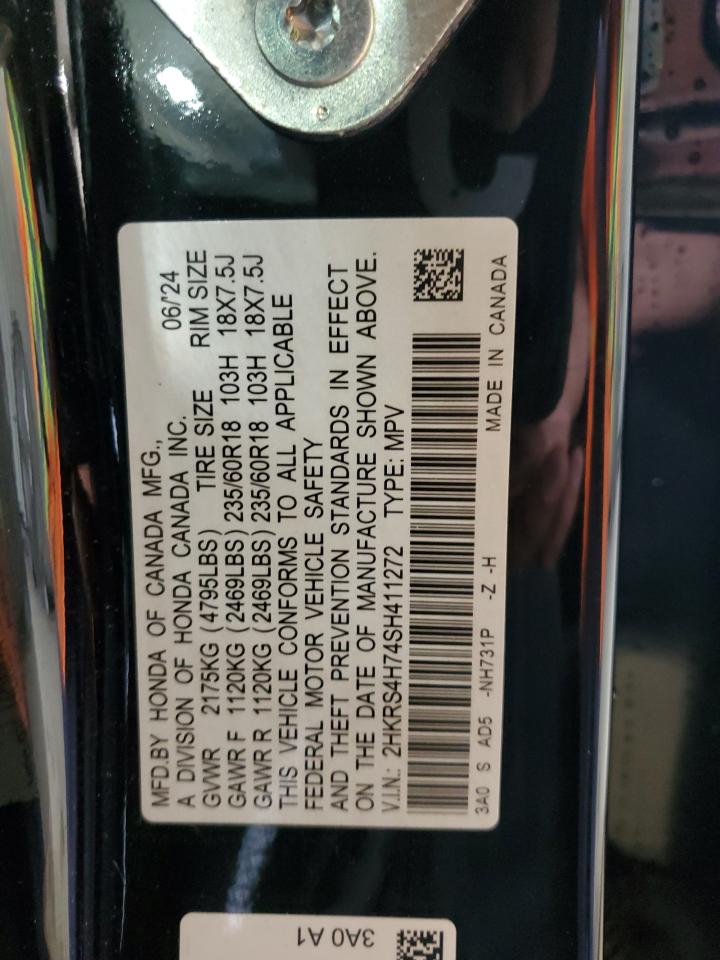 MFD.BY HONDA OF CANADA MFG.,
A DIVISION OF HONDA CANADA INC. 06/'24
GVWR 2175KG (4795LBS) TIRE SIZE RIM SIZE
GAWR F 1120KG (2469LBS) 235/60R18 103H 18X7.5J
GAWR R 1120KG (2469LBS) 235/60R18 103H 18X7.5J
THIS VEHICLE CONFORMS TO ALL APPLICABLE
FEDERAL MOTOR VEHICLE SAFETY
AND THEFT PREVENTION STANDARDS IN EFFECT
ON THE DATE OF MANUFACTURE SHOWN ABOVE.
V.I.N.: 2HKRS4H74SH411272 TYPE: MPV
3A0 S AD5 -NH731P -Z -H
MADE IN CANADA
3A0 A1